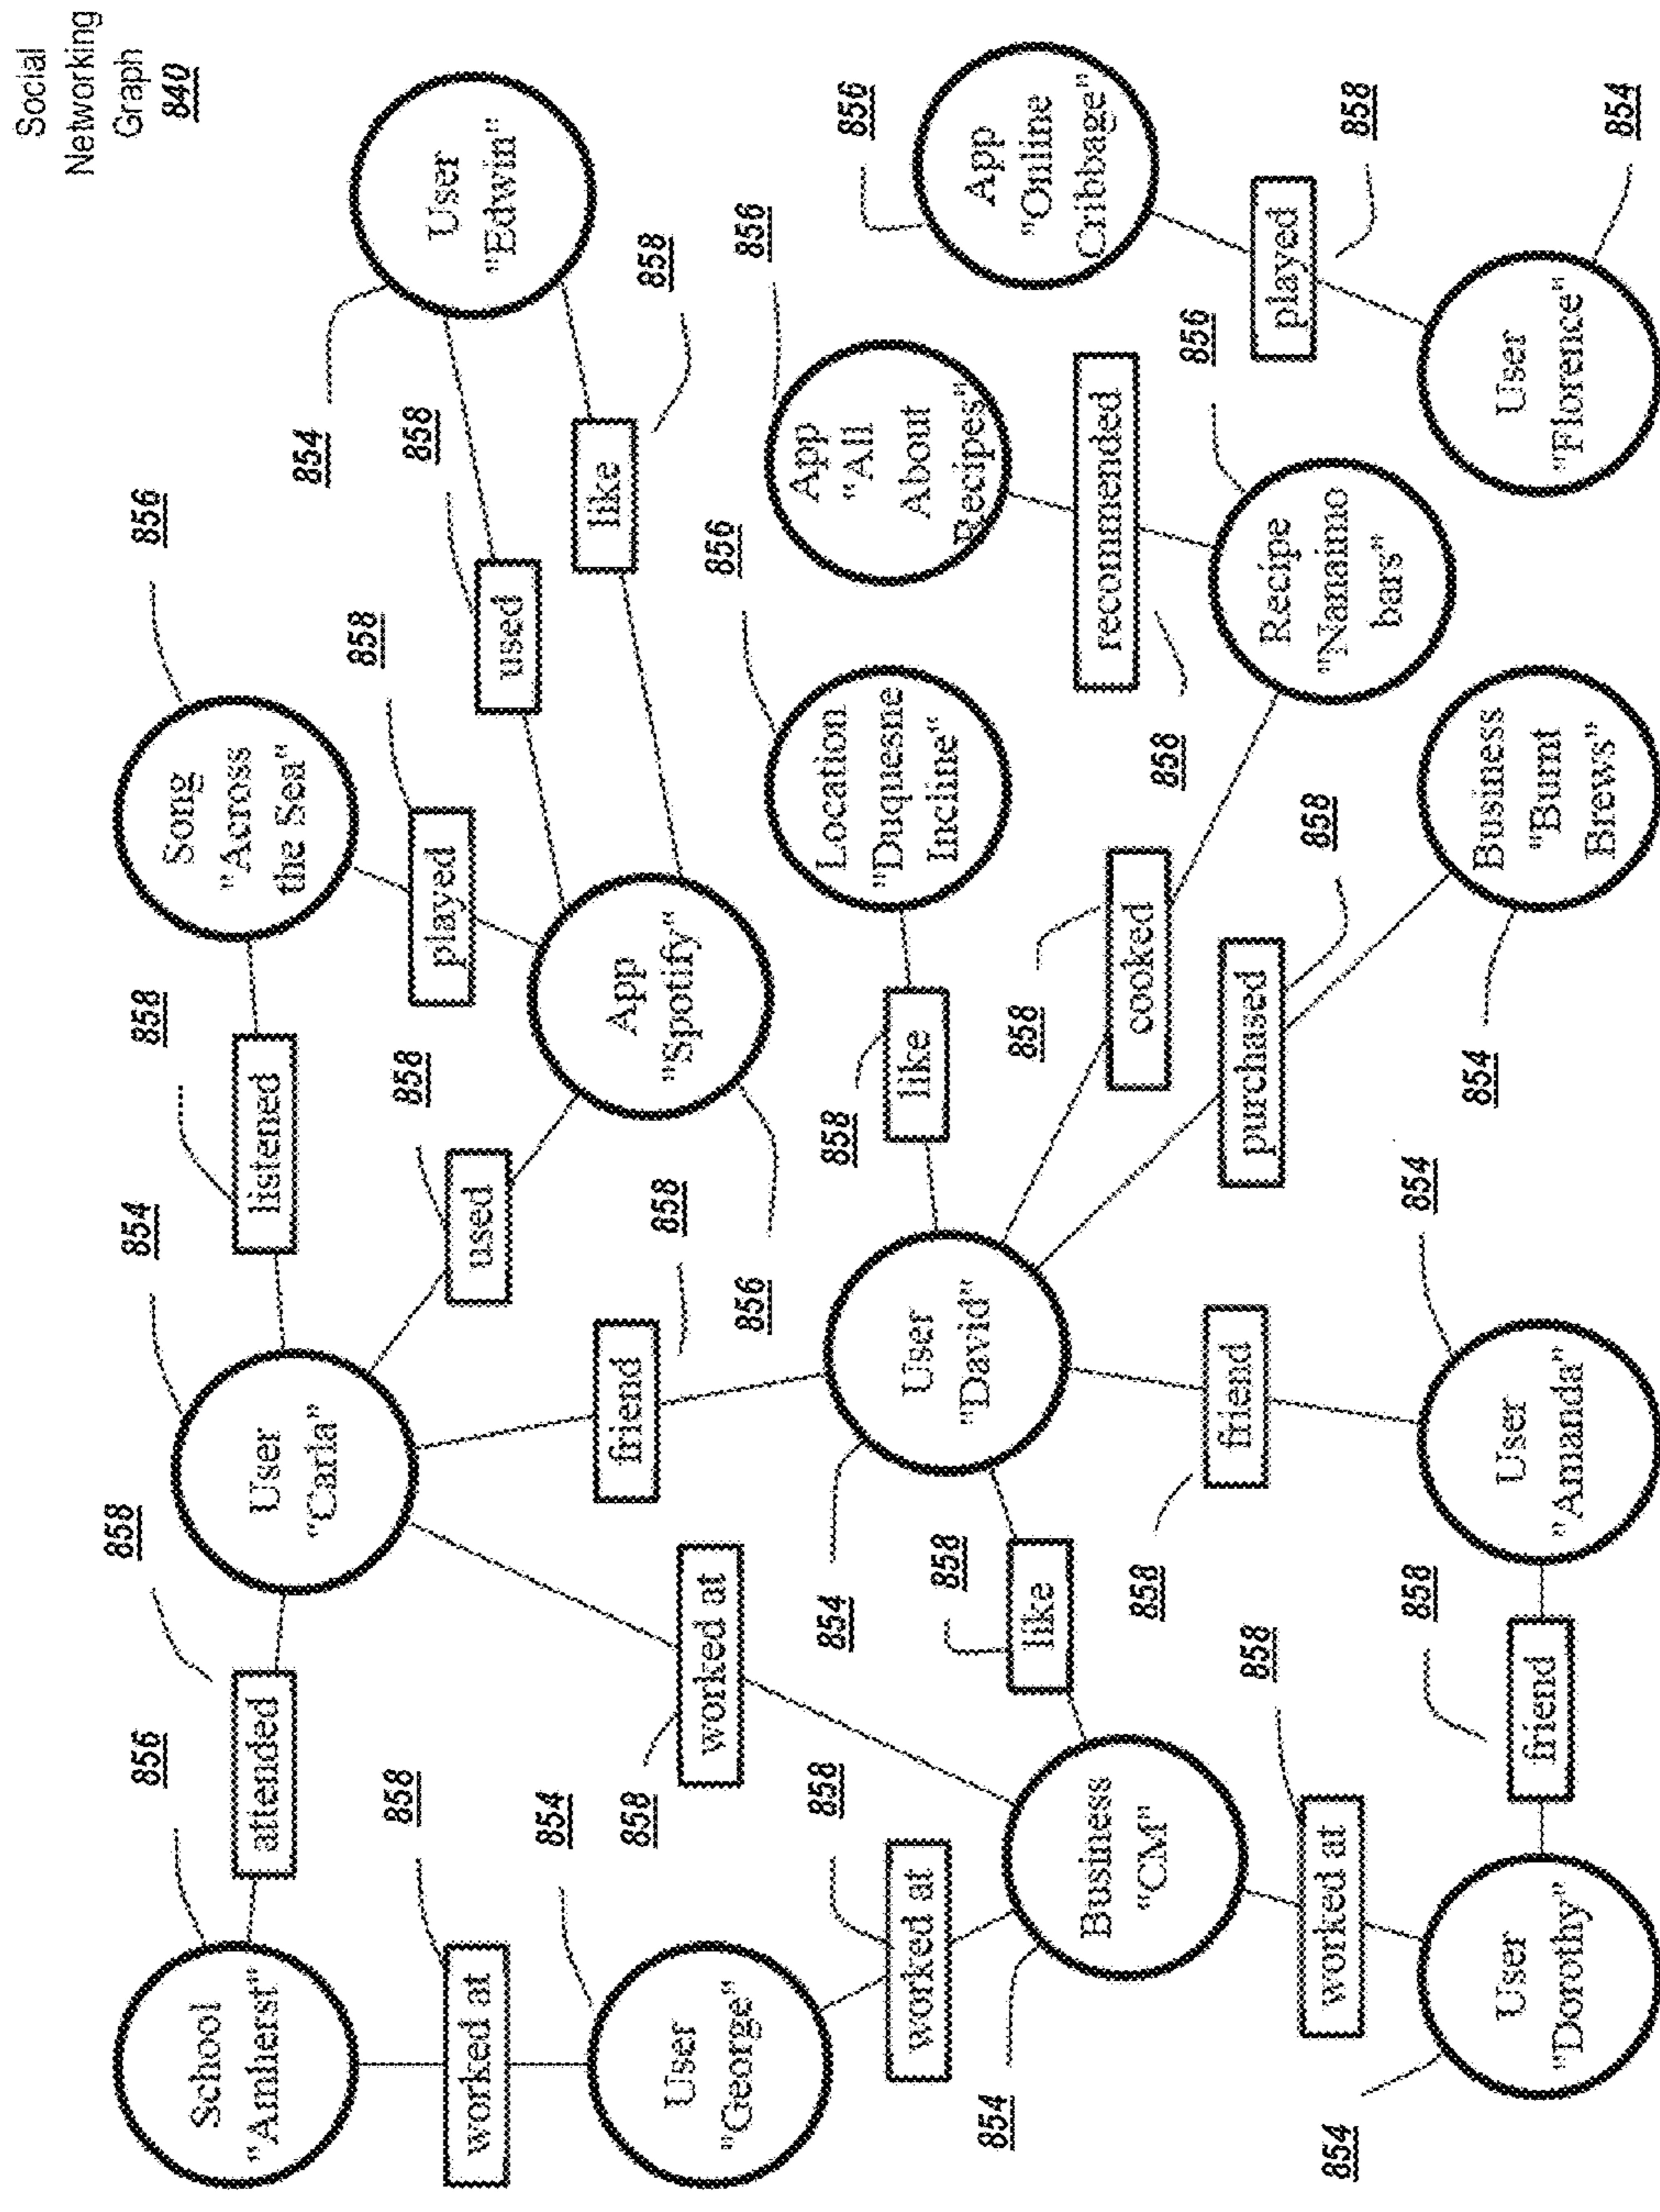 Social
Networking
Graph
840
856
858
854
858
856
School
"Amherst"
attended
User
"Carla"
listened
Song
"Across
the Sea"
854
User
"Edwin"
858
858
858
858
worked at
used
played
used
858
854
858
858
friend
like
User
"George"
worked at
App
"Spotify"
856
856
856
856
858
854
858
worked at
like
Location
"Duquesne
Incline"
App
"All
About
Recipes"
User
"David"
858
854
858
App
"Online
Cribbage"
like
Business
"CM"
858
858
856
cooked
recommended
858
858
858
friend
purchased
played
Recipe
"Nanaimo
bars"
854
worked at
858
854
854
854
User
"Dorothy"
friend
User
"Amanda"
Business
"Burnt
Brews"
User
"Florence"